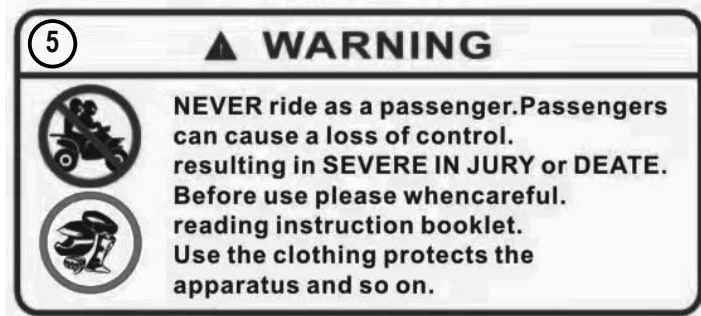 5
WARNING
NEVER ride as a passenger.Passengers
can cause a loss of control.
resulting in SEVERE IN JURY or DEATE.
Before use please whencareful.
reading instruction booklet.
Use the clothing protects the
apparatus and so on.